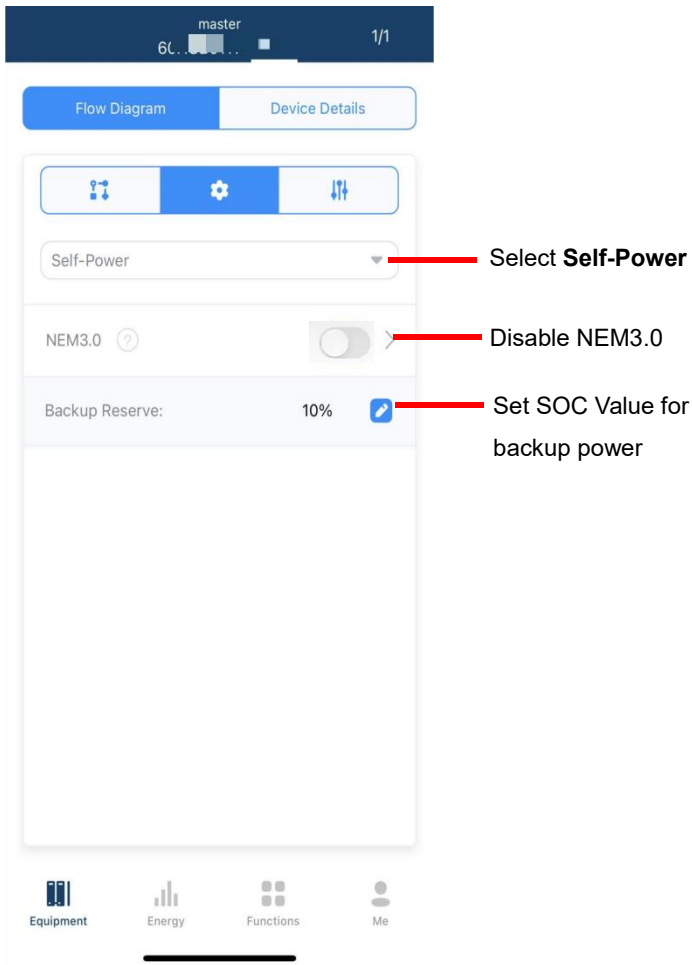 master
1/1
Flow Diagram
Device Details
Self-Power
Select Self-Power
NEM3.0 ?
Disable NEM3.0
Backup Reserve:
10%
Set SOC Value for
backup power
Equipment
Energy
Functions
Me